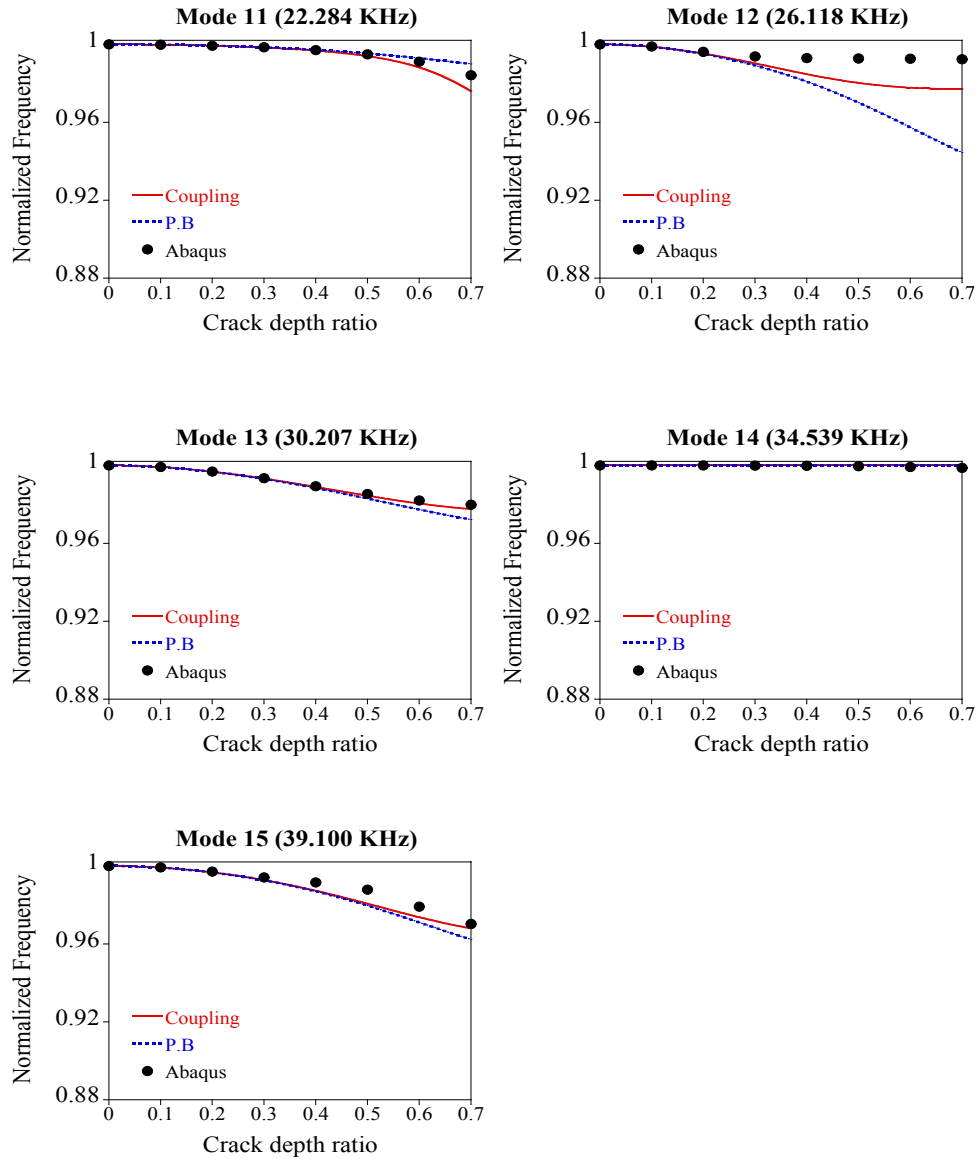 Mode 11 (22.284 KHz)
Normalized Frequency
1
0.96
0.92
0.88
Coupling
P.B
Abaqus
0 0.1 0.2 0.3 0.4 0.5 0.6 0.7
Crack depth ratio
Mode 12 (26.118 KHz)
Normalized Frequency
1
0.96
0.92
0.88
Coupling
P.B
Abaqus
0 0.1 0.2 0.3 0.4 0.5 0.6 0.7
Crack depth ratio
Mode 13 (30.207 KHz)
Normalized Frequency
1
0.96
0.92
0.88
Coupling
P.B
Abaqus
0 0.1 0.2 0.3 0.4 0.5 0.6 0.7
Crack depth ratio
Mode 14 (34.539 KHz)
Normalized Frequency
1
0.96
0.92
0.88
Coupling
P.B
Abaqus
0 0.1 0.2 0.3 0.4 0.5 0.6 0.7
Crack depth ratio
Mode 15 (39.100 KHz)
Normalized Frequency
1
0.96
0.92
0.88
Coupling
P.B
Abaqus
0 0.1 0.2 0.3 0.4 0.5 0.6 0.7
Crack depth ratio